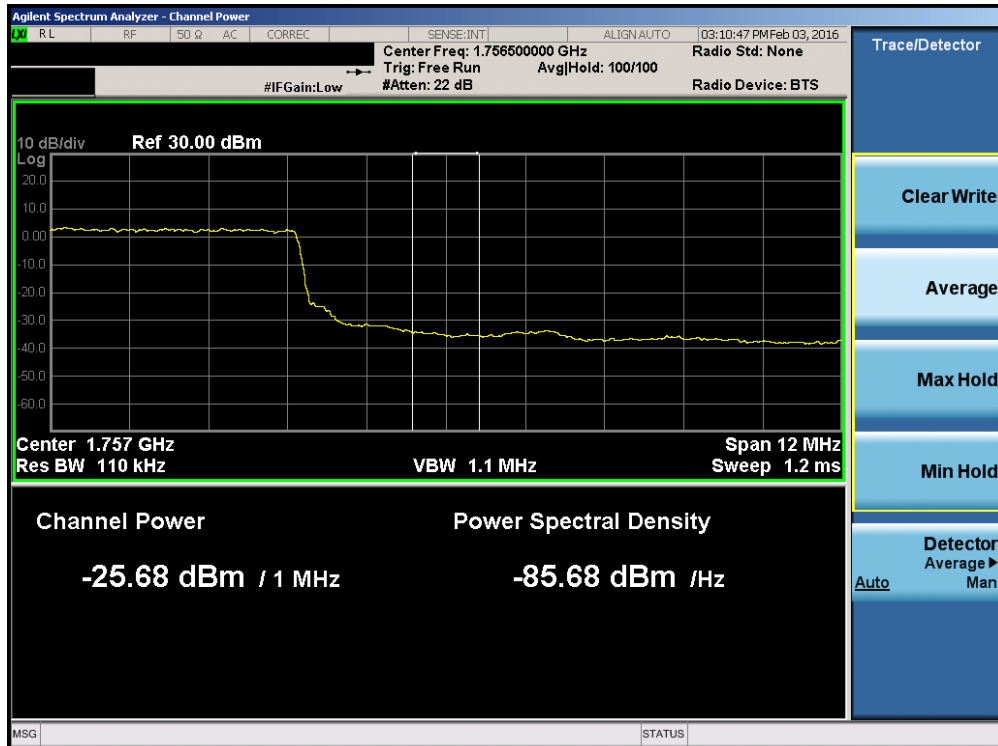 Agilent Spectrum Analyzer - Channel Power
LXI RL RF 50 Ω AC CORREC SENSE:INT ALIGN AUTO 03:10:47 PM Feb 03, 2016
Center Freq: 1.756500000 GHz Radio Std: None
Trig: Free Run Avg|Hold: 100/100
#IFGain:Low #Atten: 22 dB Radio Device: BTS
10 dB/div Ref 30.00 dBm
Log
20.0
10.0
0.00
-10.0
-20.0
-30.0
-40.0
-50.0
-60.0
Center 1.757 GHz Span 12 MHz
Res BW 110 kHz VBW 1.1 MHz Sweep 1.2 ms
Channel Power Power Spectral Density
-25.68 dBm / 1 MHz -85.68 dBm /Hz
MSG STATUS
Trace/Detector
Clear Write
Average
Max Hold
Min Hold
Detector
Average▶
Auto Man